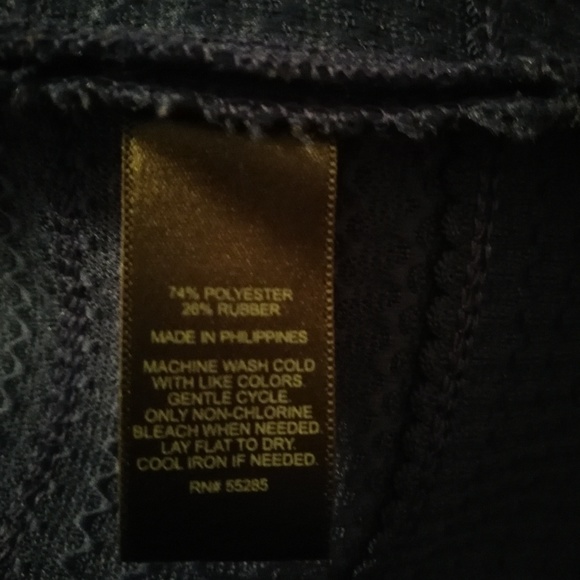 74% POLYESTER
26% RUBBER
MADE IN PHILIPPINES
MACHINE WASH COLD
WITH LIKE COLORS.
GENTLE CYCLE.
ONLY NON-CHLORINE
BLEACH WHEN NEEDED.
LAY FLAT TO DRY.
COOL IRON IF NEEDED.
RN# 55285